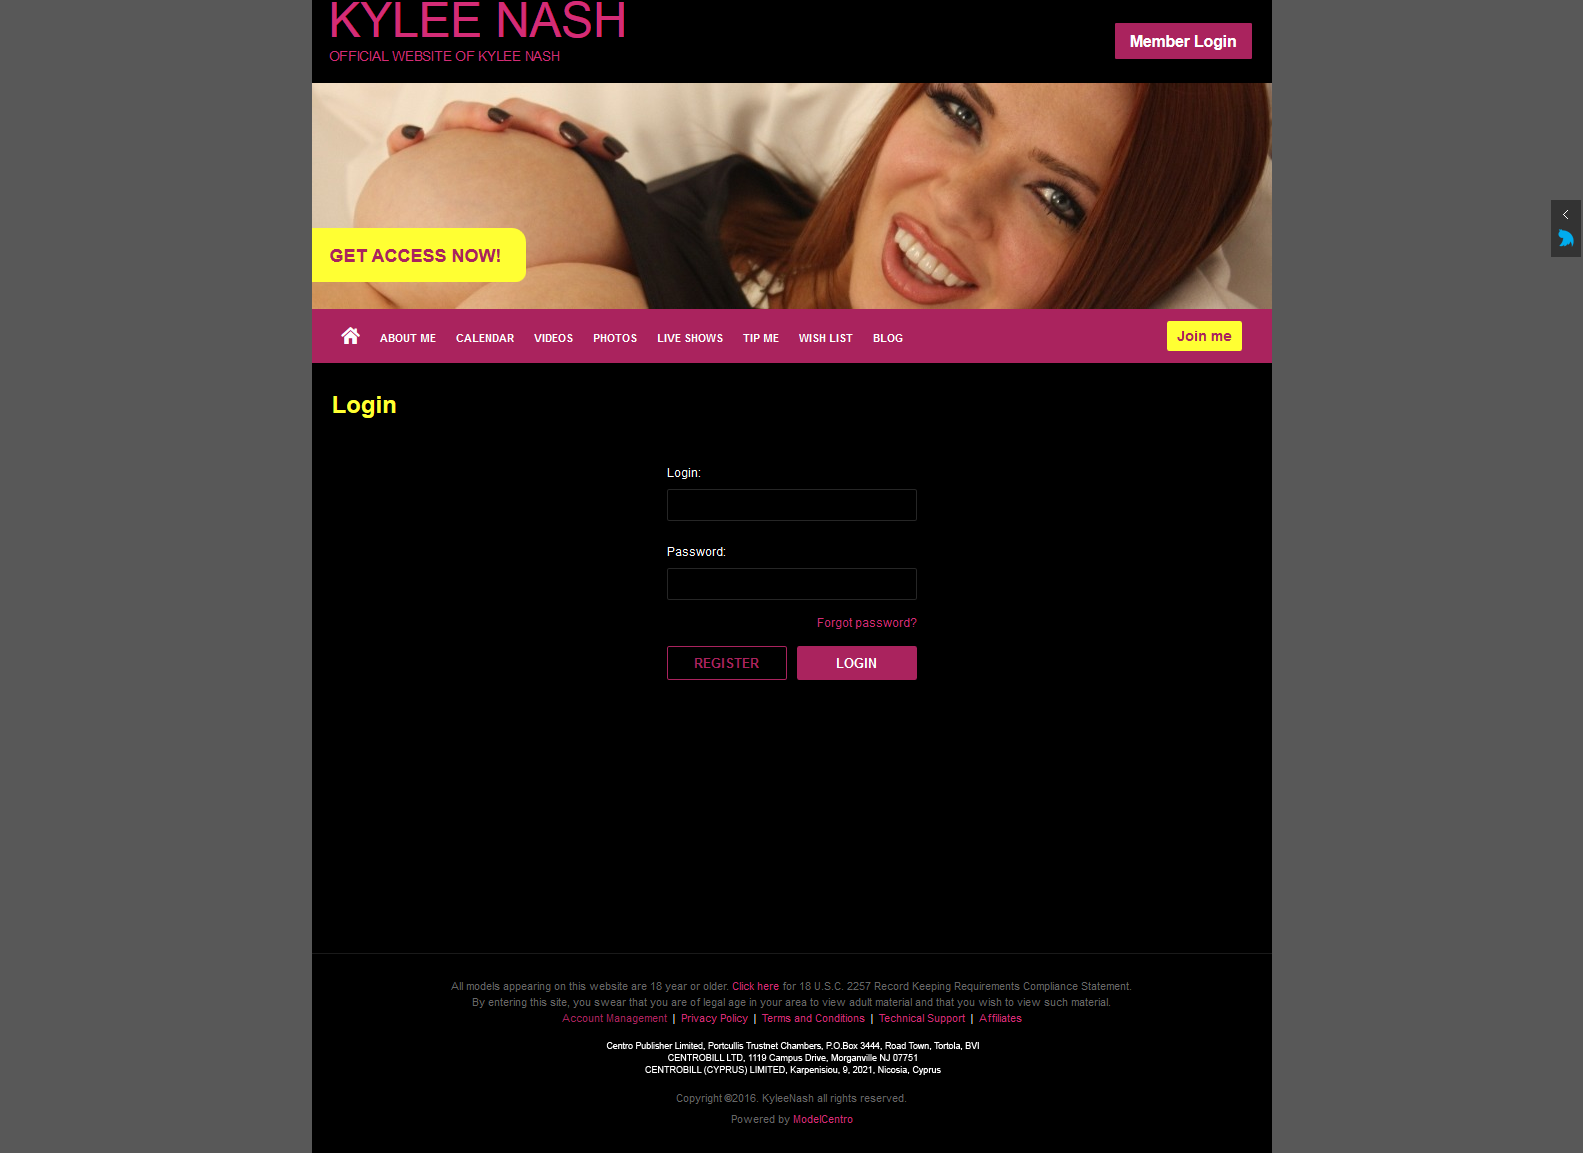 KYLEE NASH
OFFICIAL WEBSITE OF KYLEE NASH
Member Login
GET ACCESS NOW!
ABOUT ME CALENDAR VIDEOS PHOTOS LIVE SHOWS TIP ME WISH LIST BLOG
Join me
Login
Login:
Password:
Forgot password?
REGISTER LOGIN
All models appearing on this website are 18 year or older. Click here for 18 U.S.C. 2257 Record Keeping Requirements Compliance Statement.
By entering this site, you swear that you are of legal age in your area to view adult material and that you wish to view such material.
Account Management | Privacy Policy | Terms and Conditions | Technical Support | Affiliates
Centro Publisher Limited, Portcullis Trustnet Chambers, P.O.Box 3444, Road Town, Tortola, BVI
CENTROBILL LTD, 1119 Campus Drive, Morganville NJ 07751
CENTROBILL (CYPRUS) LIMITED, Karpenisiou, 9, 2021, Nicosia, Cyprus
Copyright ©2016. KyleeNash all rights reserved.
Powered by ModelCentro